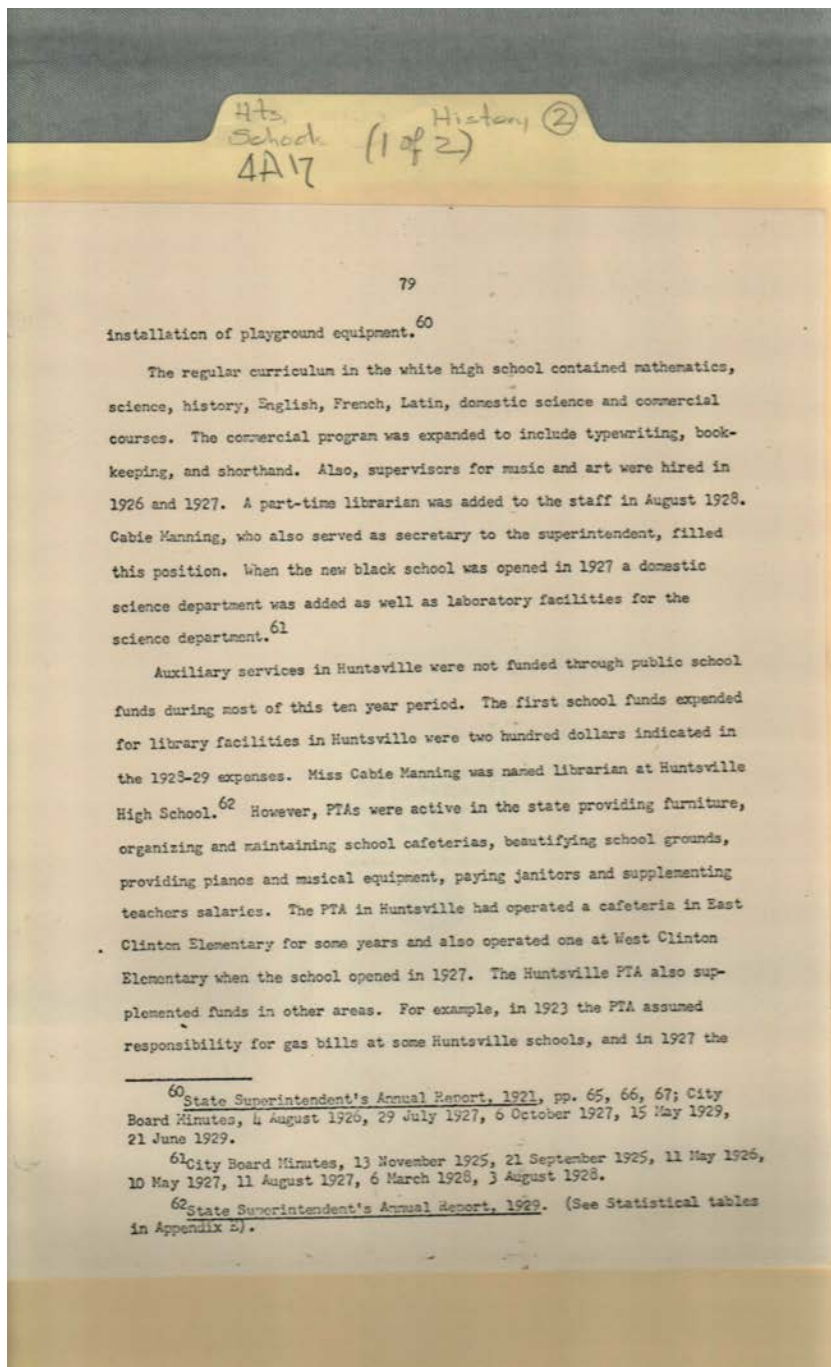 Hts. History ②
School (1 of 2)
4A17
79
installation of playground equipment.60
The regular curriculum in the white high school contained mathematics,
science, history, English, French, Latin, domestic science and commercial
courses. The commercial program was expanded to include typewriting, book-
keeping, and shorthand. Also, supervisors for music and art were hired in
1926 and 1927. A part-time librarian was added to the staff in August 1928.
Cabie Manning, who also served as secretary to the superintendent, filled
this position. When the new black school was opened in 1927 a domestic
science department was added as well as laboratory facilities for the
science department.61
Auxiliary services in Huntsville were not funded through public school
funds during most of this ten year period. The first school funds expended
for library facilities in Huntsville were two hundred dollars indicated in
the 1928-29 expenses. Miss Cabie Manning was named librarian at Huntsville
High School.62 However, PTAs were active in the state providing furniture,
organizing and maintaining school cafeterias, beautifying school grounds,
providing pianos and musical equipment, paying janitors and supplementing
teachers salaries. The PTA in Huntsville had operated a cafeteria in East
Clinton Elementary for some years and also operated one at West Clinton
Elementary when the school opened in 1927. The Huntsville PTA also sup-
plemented funds in other areas. For example, in 1923 the PTA assumed
responsibility for gas bills at some Huntsville schools, and in 1927 the
60State Superintendent's Annual Report, 1921, pp. 65, 66, 67; City
Board Minutes, 4 August 1926, 29 July 1927, 6 October 1927, 15 May 1929,
21 June 1929.
61City Board Minutes, 13 November 1925, 21 September 1925, 11 May 1926,
10 May 1927, 11 August 1927, 6 March 1928, 3 August 1928.
62State Superintendent's Annual Report, 1929. (See Statistical tables
in Appendix E).